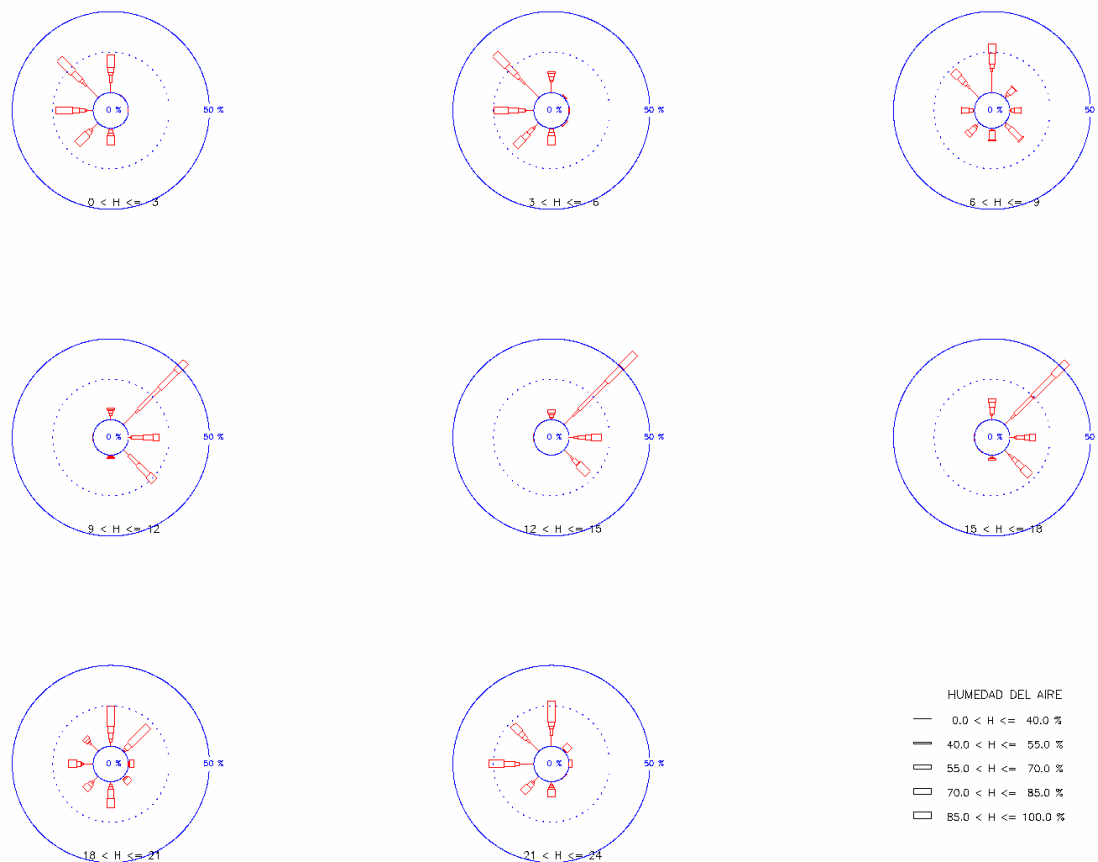 0 %
50 %
0 < H <= 3
0 %
50 %
3 < H <= 6
0 %
50
6 < H <= 9
0 %
50 %
9 < H <= 12
0 %
50 %
12 < H <= 15
0 %
50
15 < H <= 18
0 %
50 %
18 < H <= 21
0 %
50 %
21 < H <= 24
HUMEDAD DEL AIRE
0.0 < H <= 40.0 %
40.0 < H <= 55.0 %
55.0 < H <= 70.0 %
70.0 < H <= 85.0 %
85.0 < H <= 100.0 %